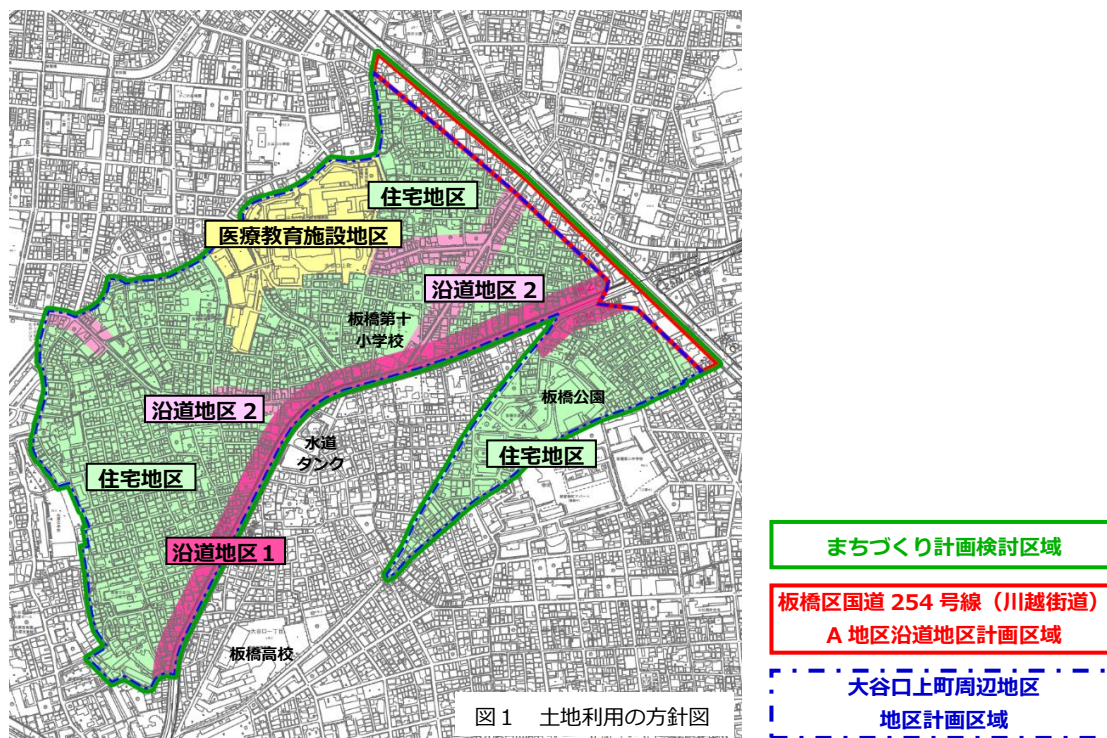 住宅地区
医療教育施設地区
沿道地区2
板橋第十
小学校
板橋公園
沿道地区2
水道
タンク
住宅地区
住宅地区
沿道地区1
板橋高校
図1 土地利用の方針図
まちづくり計画検討区域
板橋区国道254号線（川越街道）
A地区沿道地区計画区域
大谷口上町周辺地区
地区計画区域